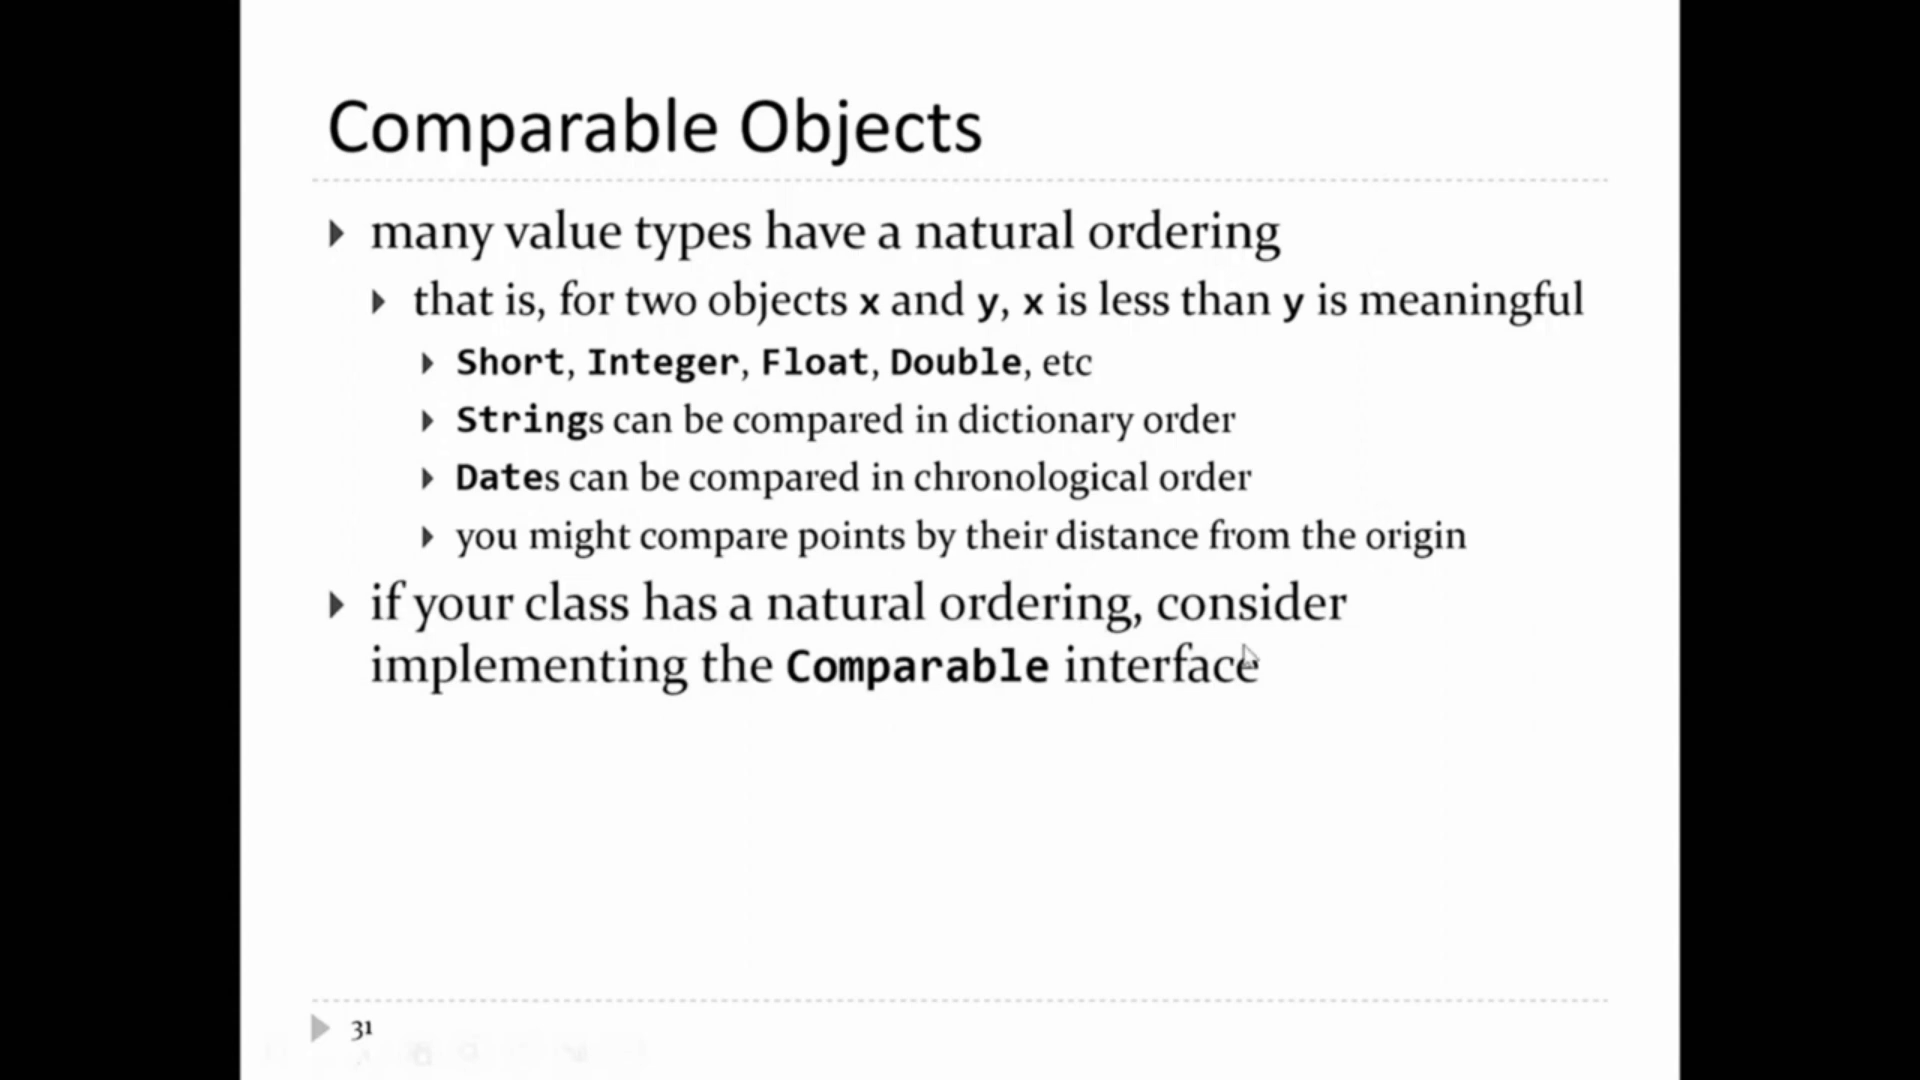 Comparable Objects
many value types have a natural ordering
that is, for two objects x and y, x is less than y is meaningful
Short, Integer, Float, Double, etc
Strings can be compared in dictionary order
Dates can be compared in chronological order
you might compare points by their distance from the origin
if your class has a natural ordering, consider
implementing the Comparable interface
31